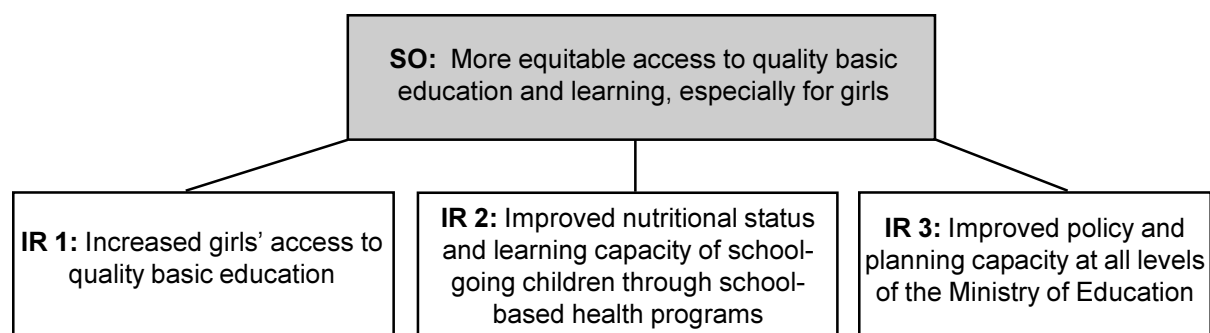 SO: More equitable access to quality basic
education and learning, especially for girls
IR 1: Increased girls' access to
quality basic education
IR 2: Improved nutritional status
and learning capacity of school-
going children through school-
based health programs
IR 3: Improved policy and
planning capacity at all levels
of the Ministry of Education